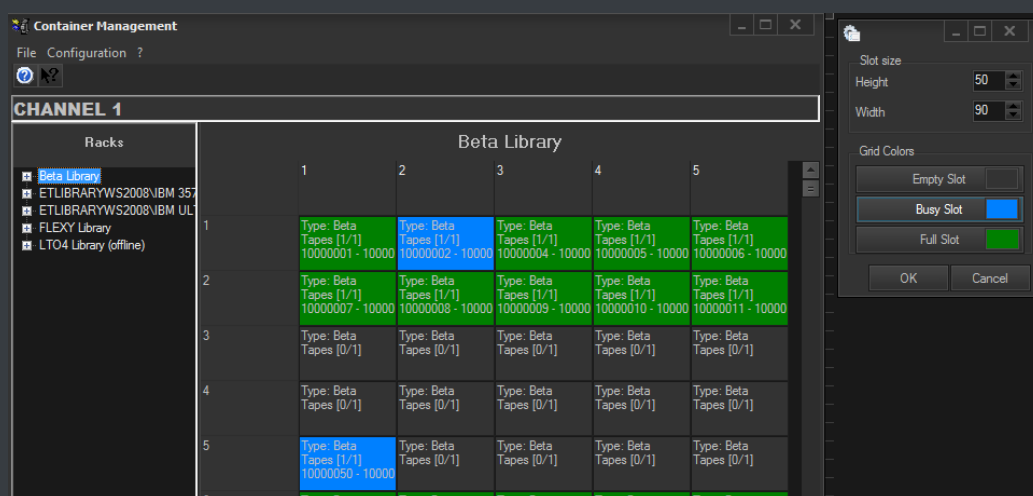 Container Management
File Configuration ?
CHANNEL 1
Racks
Beta Library
ETLIBRARYWS2008\IBM 357
ETLIBRARYWS2008\IBM UL
FLEXY Library
LTO4 Library (offline)
Beta Library
1 2 3 4 5
1
Type: Beta Type: Beta Type: Beta Type: Beta Type: Beta
Tapes [1/1] Tapes [1/1] Tapes [1/1] Tapes [1/1] Tapes [1/1]
10000001 - 10000 10000002 - 10000 10000004 - 10000 10000005 - 10000 10000006 - 10000
2
Type: Beta Type: Beta Type: Beta Type: Beta Type: Beta
Tapes [1/1] Tapes [1/1] Tapes [1/1] Tapes [1/1] Tapes [1/1]
10000007 - 10000 10000008 - 10000 10000009 - 10000 10000010 - 10000 10000011 - 10000
3
Type: Beta Type: Beta Type: Beta Type: Beta Type: Beta
Tapes [0/1] Tapes [0/1] Tapes [0/1] Tapes [0/1] Tapes [0/1]
4
Type: Beta Type: Beta Type: Beta Type: Beta Type: Beta
Tapes [0/1] Tapes [0/1] Tapes [0/1] Tapes [0/1] Tapes [0/1]
5
Type: Beta Type: Beta Type: Beta Type: Beta Type: Beta
Tapes [1/1] Tapes [0/1] Tapes [0/1] Tapes [0/1] Tapes [0/1]
10000050 - 10000
Slot size
Height 50
Width 90
Grid Colors
Empty Slot
Busy Slot
Full Slot
OK Cancel